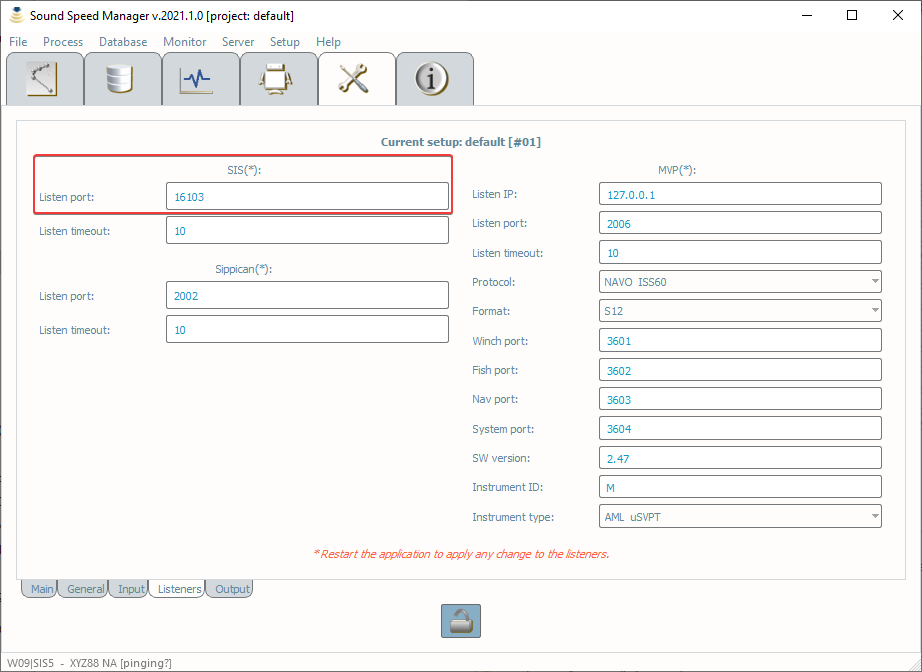 Sound Speed Manager v.2021.1.0 [project: default]
File Process Database Monitor Server Setup Help
Current setup: default [#01]
SIS(*):
Listen port: 16103
Listen timeout: 10
Sippican(*):
Listen port: 2002
Listen timeout: 10
MVP(*):
Listen IP: 127.0.0.1
Listen port: 2006
Listen timeout: 10
Protocol: NAVO_ISS60
Format: S12
Winch port: 3601
Fish port: 3602
Nav port: 3603
System port: 3604
SW version: 2.47
Instrument ID: M
Instrument type: AML_uSVPT
*Restart the application to apply any change to the listeners.
Main General Input Listeners Output
W09|SIS5 - XYZ88 NA [pinging?]